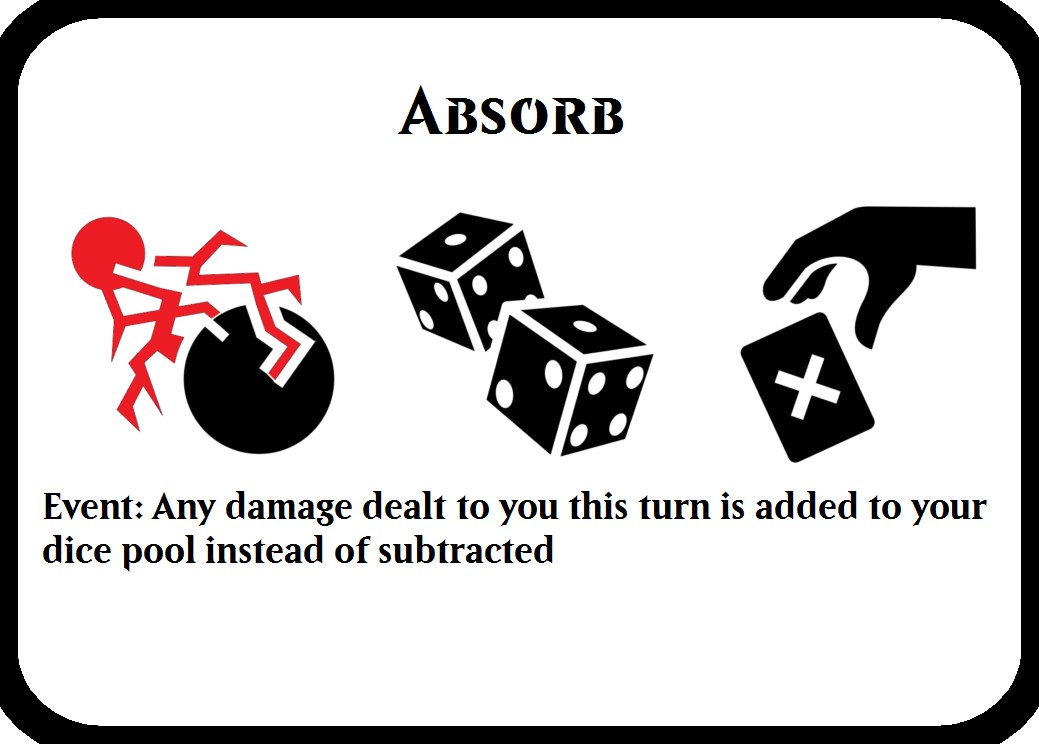 Absorb
Event: Any damage dealt to you this turn is added to your
dice pool instead of subtracted